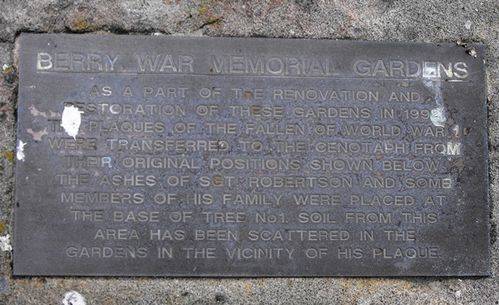 BERRY WAR MEMORIAL GARDENS
AS A PART OF THE RENOVATION AND
RESTORATION OF THESE GARDENS IN
THE PLAQUES OF THE FALLEN OF WORLD WAR 1
WERE TRANSFERRED TO THE CENOTAPH FROM
THEIR ORIGINAL POSITIONS SHOWN BELOW.
THE ASHES OF SGT. ROBERTSON AND SOME
MEMBERS OF HIS FAMILY WERE PLACED AT
THE BASE OF TREE No1. SOIL FROM THIS
AREA HAS BEEN SCATTERED IN THE
GARDENS IN THE VICINITY OF HIS PLAQUE.